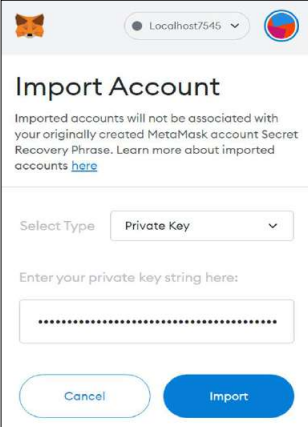 Localhost7545
Import Account
Imported accounts will not be associated with
your originally created MetaMask account Secret
Recovery Phrase. Learn more about imported
accounts here
Select Type Private Key
Enter your private key string here:
••••••••••••••••••••••••••••••••••••••••
Cancel Import